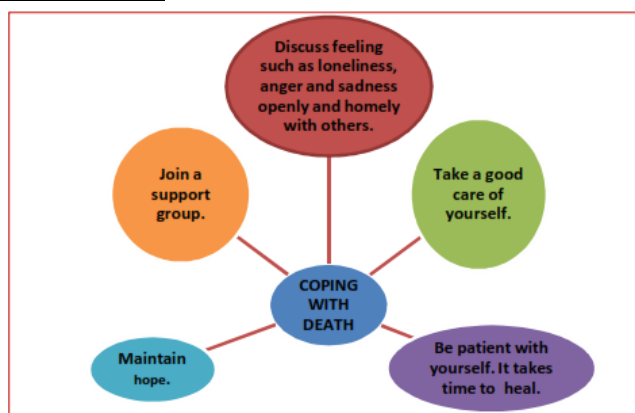 Discuss feeling
such as loneliness,
anger and sadness
openly and homely
with others.
Join a
support
group.
Take a good
care of
yourself.
COPING
WITH
DEATH
Maintain
hope.
Be patient with
yourself. It takes
time to heal.